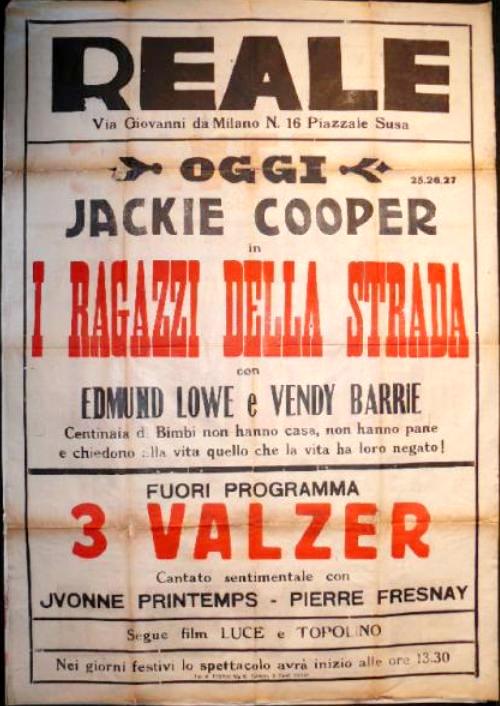 REALE
Via Giovanni da Milano N. 16 Piazzale Susa
OGGI
25.26.27
JACKIE COOPER
in
I RAGAZZI DELLA STRADA
con
EDMUND LOWE e VENDY BARRIE
Centinaia di Bimbi non hanno casa, non hanno pane
e chiedono alla vita quello che la vita ha loro negato!
FUORI PROGRAMMA
3 VALZER
Cantato sentimentale con
JVONNE PRINTEMPS - PIERRE FRESNAY
Segue film LUCE e TOPOLINO
Nei giorni festivi lo spettacolo avrà inizio alle ore 13.30